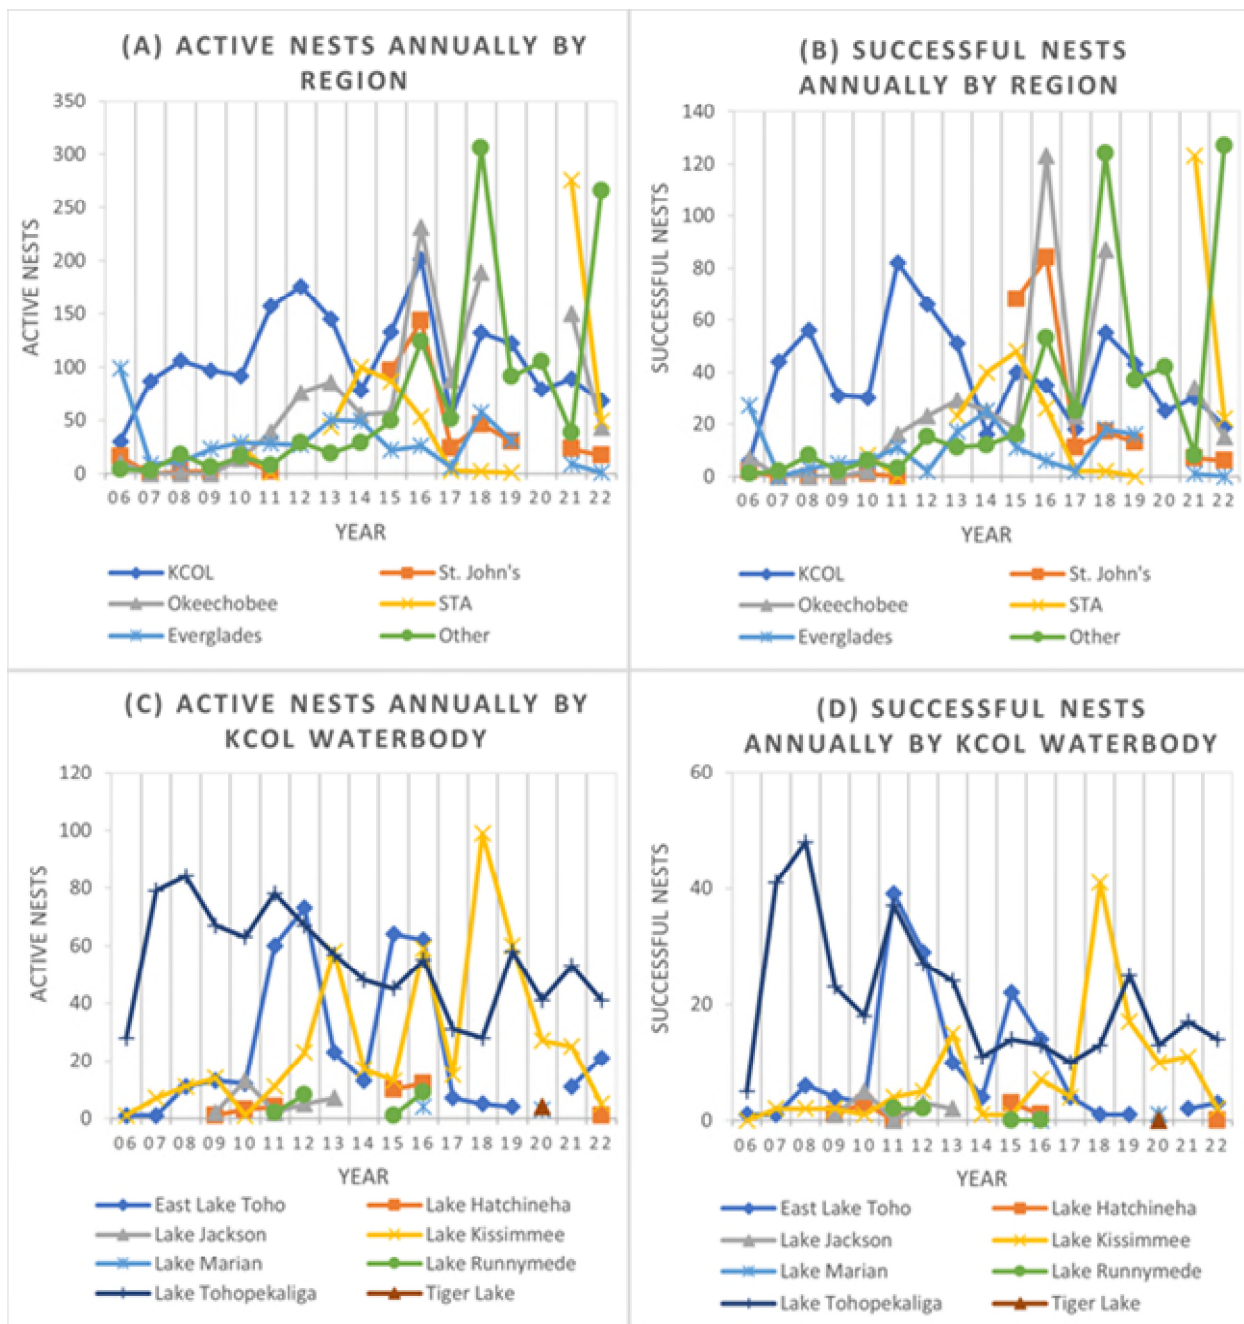 (A) ACTIVE NESTS ANNUALLY BY
REGION
350
300
250
200
150
100
50
0
ACTIVE NESTS
06 07 08 09 10 11 12 13 14 15 16 17 18 19 20 21 22
YEAR
KCOL St. John's
Okeechobee STA
Everglades Other
(B) SUCCESSFUL NESTS
ANNUALLY BY REGION
140
120
100
80
60
40
20
0
SUCCESSFUL NESTS
06 07 08 09 10 11 12 13 14 15 16 17 18 19 20 21 22
YEAR
KCOL St. John's
Okeechobee STA
Everglades Other
(C) ACTIVE NESTS ANNUALLY BY
KCOL WATERBODY
120
100
80
60
40
20
0
ACTIVE NESTS
06 07 08 09 10 11 12 13 14 15 16 17 18 19 20 21 22
YEAR
East Lake Toho Lake Hatchineha
Lake Jackson Lake Kissimmee
Lake Marian Lake Runnymede
Lake Tohopekaliga Tiger Lake
(D) SUCCESSFUL NESTS
ANNUALLY BY KCOL WATERBODY
60
40
20
0
SUCCESSFUL NESTS
06 07 08 09 10 11 12 13 14 15 16 17 18 19 20 21 22
YEAR
East Lake Toho Lake Hatchineha
Lake Jackson Lake Kissimmee
Lake Marian Lake Runnymede
Lake Tohopekaliga Tiger Lake